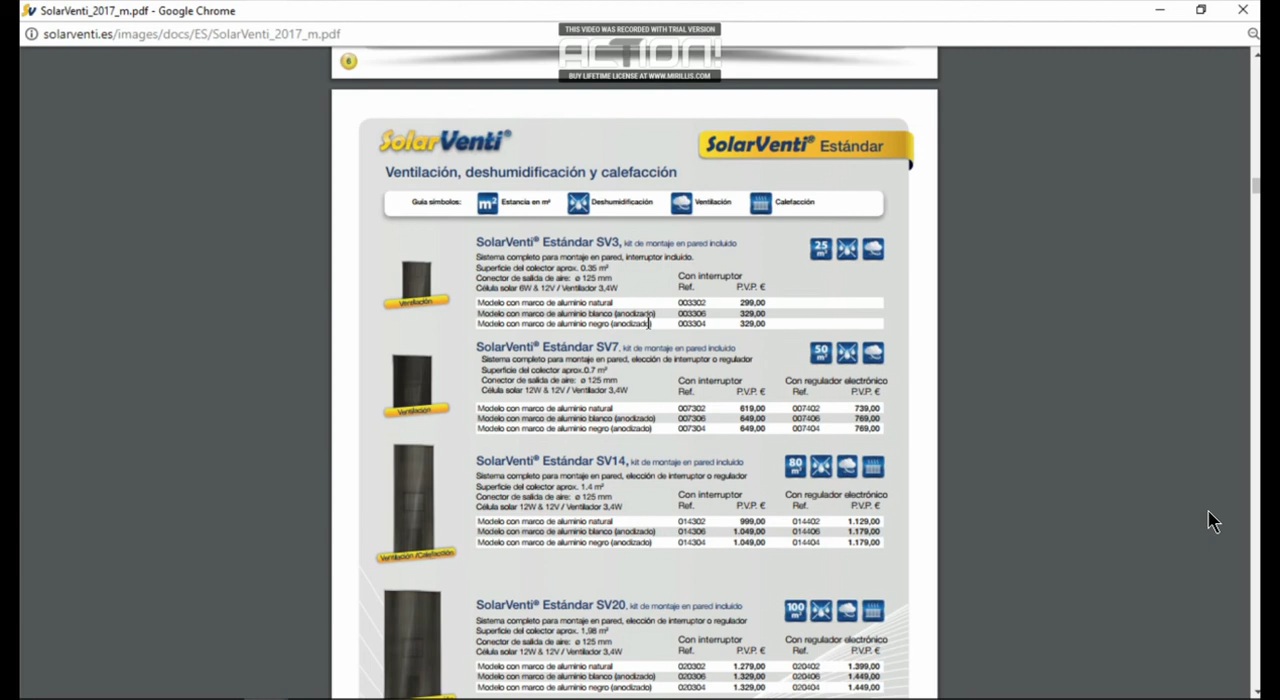 SolarVenti_2017_m.pdf - Google Chrome
solarventi.es/images/docs/ES/SolarVenti_2017_m.pdf
THIS VIDEO WAS RECORDED WITH TRIAL VERSION
ACTION!
BUY LIFETIME LICENSE AT WWW.MIRILLIS.COM
6
SolarVenti®
SolarVenti® Estándar
Ventilación, deshumidificación y calefacción
Guía símbolos: m² Estancia en m² Deshumidificación Ventilación Calefacción
SolarVenti® Estándar SV3, kit de montaje en pared incluido
25 m²
Sistema completo para montaje en pared, interruptor incluido.
Superficie del colector aprox. 0.35 m²
Conector de salida de aire: ø 125 mm
Con interruptor
Célula solar 6W & 12V / Ventilador 3,4W
Ref. P.V.P. €
Ventilación
Modelo con marco de aluminio natural 003302 299,00
Modelo con marco de aluminio blanco (anodizado) 003306 329,00
Modelo con marco de aluminio negro (anodizado) 003304 329,00
SolarVenti® Estándar SV7, kit de montaje en pared incluido
50 m²
Sistema completo para montaje en pared, elección de interruptor o regulador
Superficie del colector aprox.0.7 m²
Conector de salida de aire: ø 125 mm
Con interruptor Con regulador electrónico
Célula solar 12W & 12V / Ventilador 3,4W
Ref. P.V.P. € Ref. P.V.P. €
Ventilación
Modelo con marco de aluminio natural 007302 619,00 007402 739,00
Modelo con marco de aluminio blanco (anodizado) 007306 649,00 007406 769,00
Modelo con marco de aluminio negro (anodizado) 007304 649,00 007404 769,00
SolarVenti® Estándar SV14, kit de montaje en pared incluido
80 m²
Sistema completo para montaje en pared, elección de interruptor o regulador
Superficie del colector aprox. 1.4 m²
Conector de salida de aire: ø 125 mm
Con interruptor Con regulador electrónico
Célula solar 12W & 12V / Ventilador 3,4W
Ref. P.V.P. € Ref. P.V.P. €
Modelo con marco de aluminio natural 014302 999,00 014402 1.129,00
Modelo con marco de aluminio blanco (anodizado) 014306 1.049,00 014406 1.179,00
Modelo con marco de aluminio negro (anodizado) 014304 1.049,00 014404 1.179,00
Ventilación /Calefacción
SolarVenti® Estándar SV20, kit de montaje en pared incluido
100 m²
Sistema completo para montaje en pared, elección de interruptor o regulador
Superficie del colector aprox. 1,98 m²
Conector de salida de aire: ø 125 mm
Con interruptor Con regulador electrónico
Célula solar 12W & 12V / Ventilador 3,4W
Ref. P.V.P. € Ref. P.V.P. €
Modelo con marco de aluminio natural 020302 1.279,00 020402 1.399,00
Modelo con marco de aluminio blanco (anodizado) 020306 1.329,00 020406 1.449,00
Modelo con marco de aluminio negro (anodizado) 020304 1.329,00 020404 1.449,00